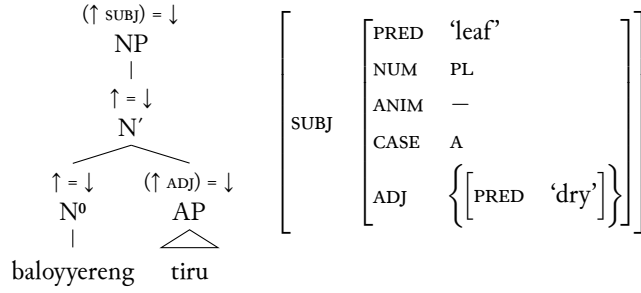 (↑ SUBJ) = ↓
NP
↑ = ↓
N′
↑ = ↓ (↑ ADJ) = ↓
N⁰ AP
baloyyereng tiru
SUBJ
PRED ‘leaf’
NUM PL
ANIM —
CASE A
ADJ {[PRED ‘dry’]}